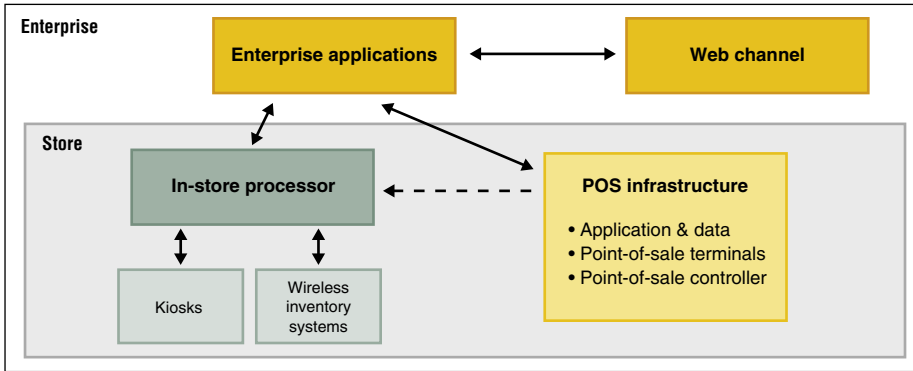 Enterprise
Enterprise applications
Web channel
Store
In-store processor
POS infrastructure
• Application & data
• Point-of-sale terminals
• Point-of-sale controller
Kiosks
Wireless
inventory
systems